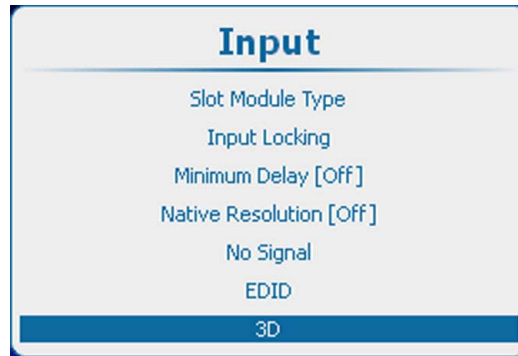 Input
Slot Module Type
Input Locking
Minimum Delay [Off]
Native Resolution [Off]
No Signal
EDID
3D